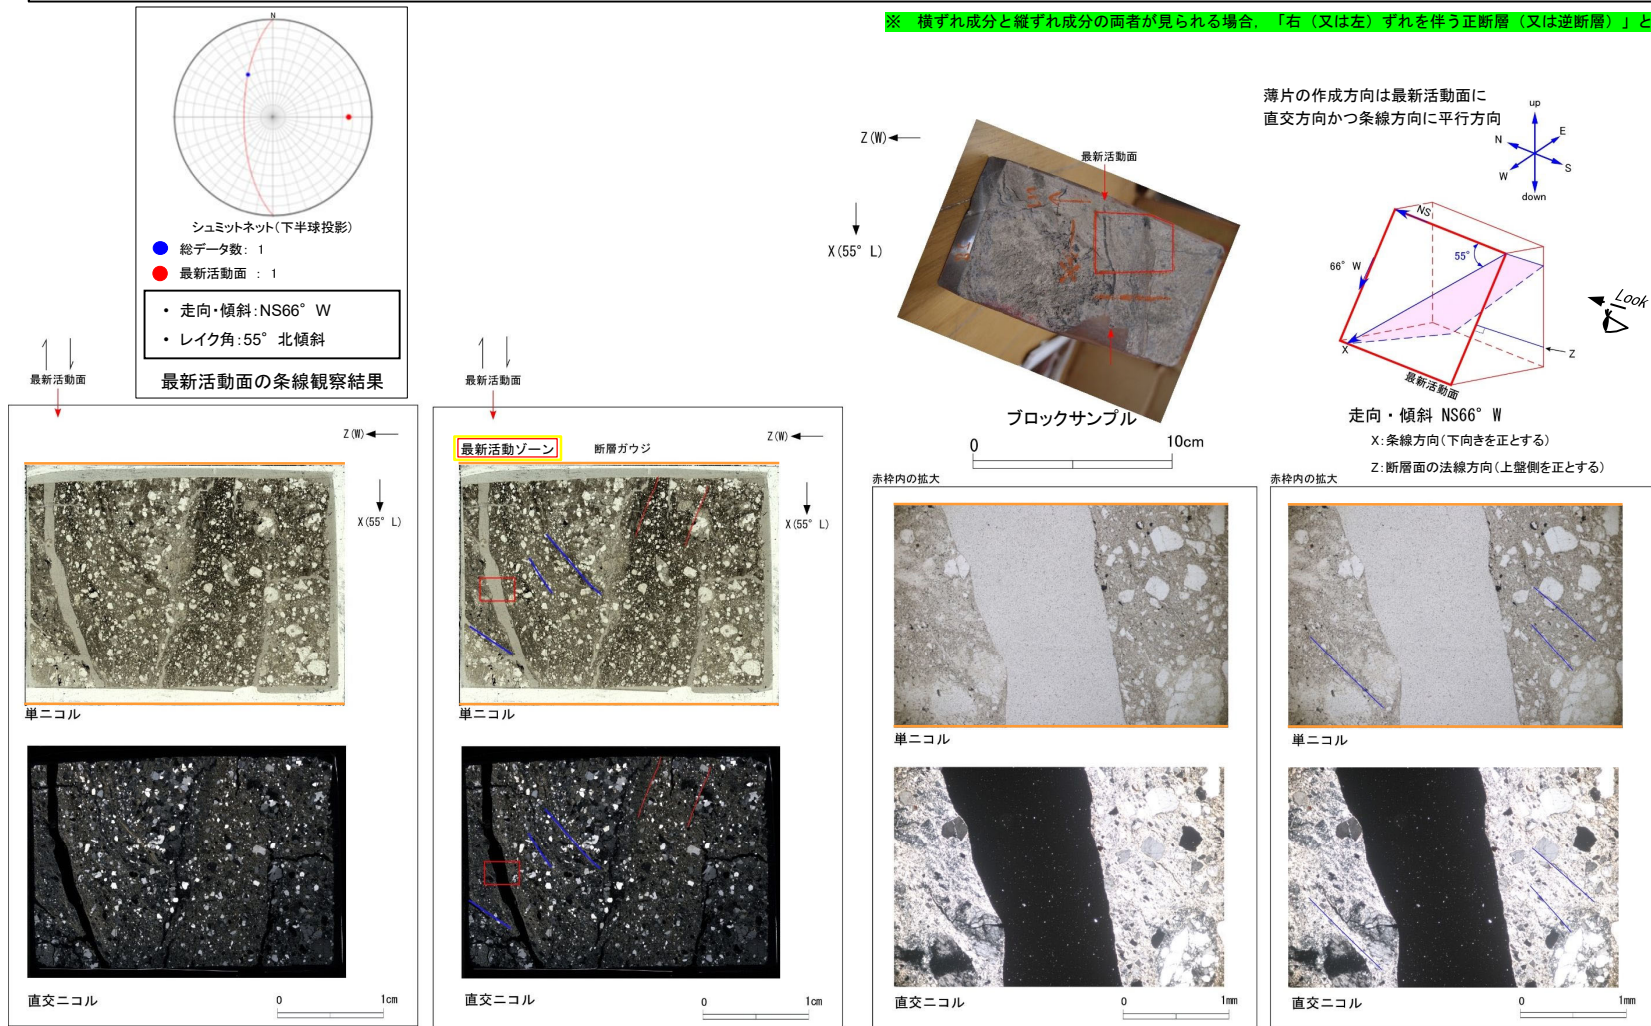 ※ 横ずれ成分と縦ずれ成分の両者が見られる場合,「右(又は左)ずれを伴う正断層(又は逆断層)」と
N
シュミットネット(下半球投影)
総データ数: 1
最新活動面 : 1
・ 走向・傾斜:NS66° W
・ レイク角:55° 北傾斜
最新活動面の条線観察結果
Z(W)
X(55° L)
最新活動面
ブロックサンプル
0 10cm
薄片の作成方向は最新活動面に
直交方向かつ条線方向に平行方向
up
N
E
W
S
down
NS
55°
66° W
Look
X
Z
最新活動面
走向・傾斜 NS66° W
X:条線方向(下向きを正とする)
Z:断層面の法線方向(上盤側を正とする)
最新活動面
Z(W)
X(55° L)
単ニコル
直交ニコル
0 1cm
最新活動面
最新活動ゾーン
断層ガウジ
Z(W)
X(55° L)
単ニコル
直交ニコル
0 1cm
赤枠内の拡大
単ニコル
直交ニコル
0 1mm
赤枠内の拡大
単ニコル
直交ニコル
0 1mm